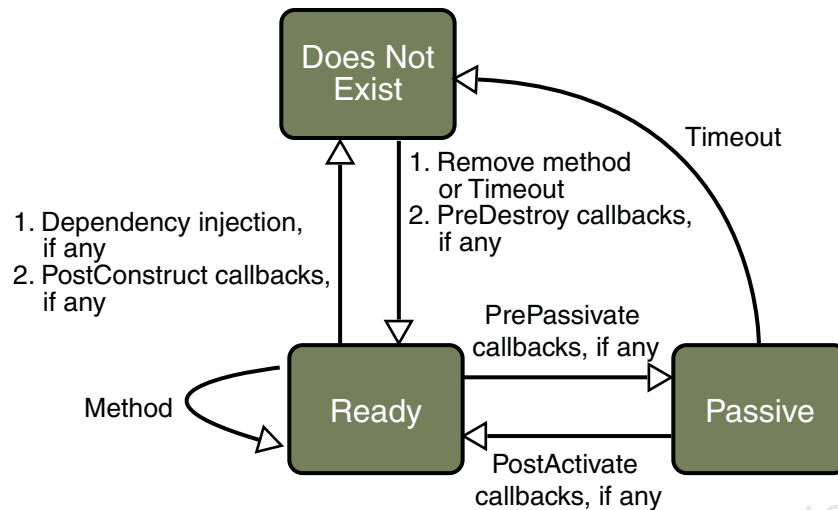 Does Not
Exist
Timeout
1. Remove method
or Timeout
2. PreDestroy callbacks,
if any
1. Dependency injection,
if any
2. PostConstruct callbacks,
if any
PrePassivate
callbacks, if any
Method
Ready
Passive
PostActivate
callbacks, if any